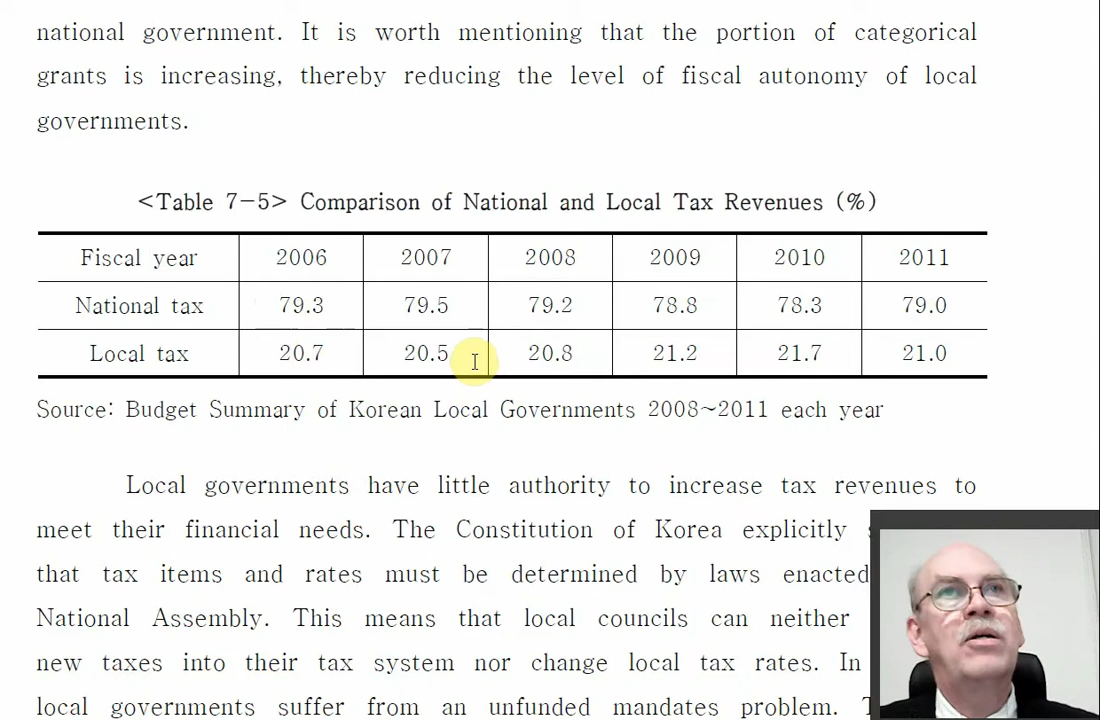 national government. It is worth mentioning that the portion of categorical
grants is increasing, thereby reducing the level of fiscal autonomy of local
governments.
<Table 7-5> Comparison of National and Local Tax Revenues (%)
Fiscal year 2006 2007 2008 2009 2010 2011
National tax 79.3 79.5 79.2 78.8 78.3 79.0
Local tax 20.7 20.5 20.8 21.2 21.7 21.0
Source: Budget Summary of Korean Local Governments 2008~2011 each year
Local governments have little authority to increase tax revenues to
meet their financial needs. The Constitution of Korea explicitly
that tax items and rates must be determined by laws enacted
National Assembly. This means that local councils can neither
new taxes into their tax system nor change local tax rates. In
local governments suffer from an unfunded mandates problem.